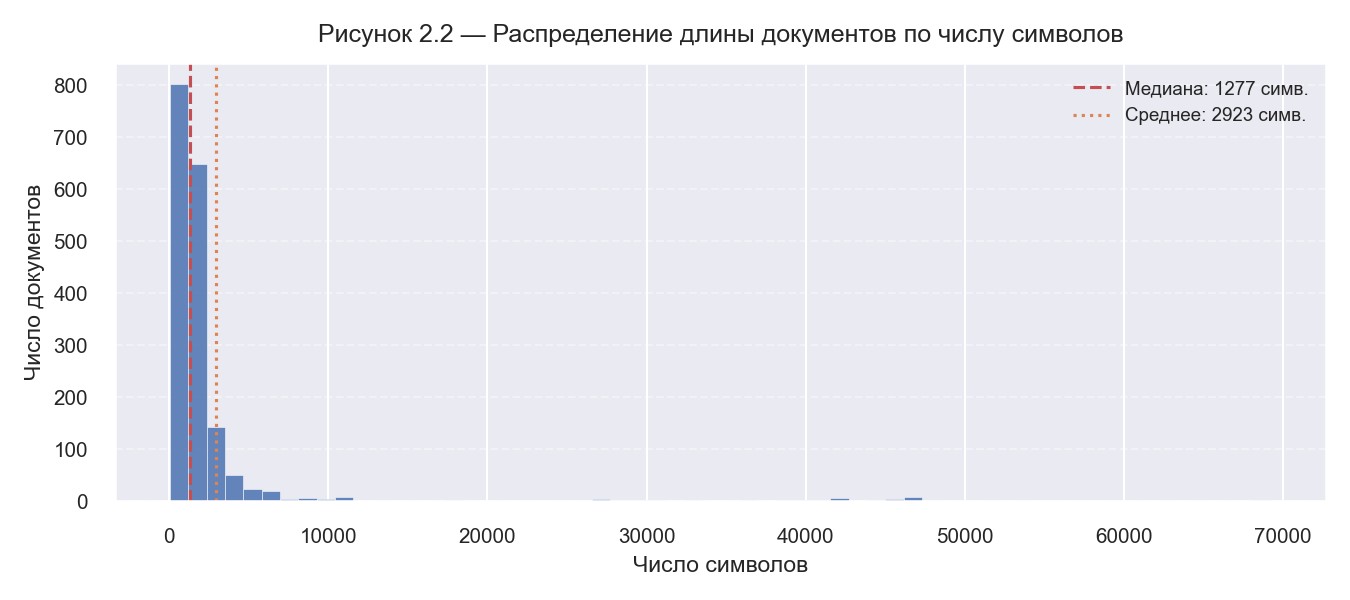 Рисунок 2.2 — Распределение длины документов по числу символов
Медиана: 1277 симв.
Среднее: 2923 симв.
Число документов
800
700
600
500
400
300
200
100
0
0 10000 20000 30000 40000 50000 60000 70000
Число символов